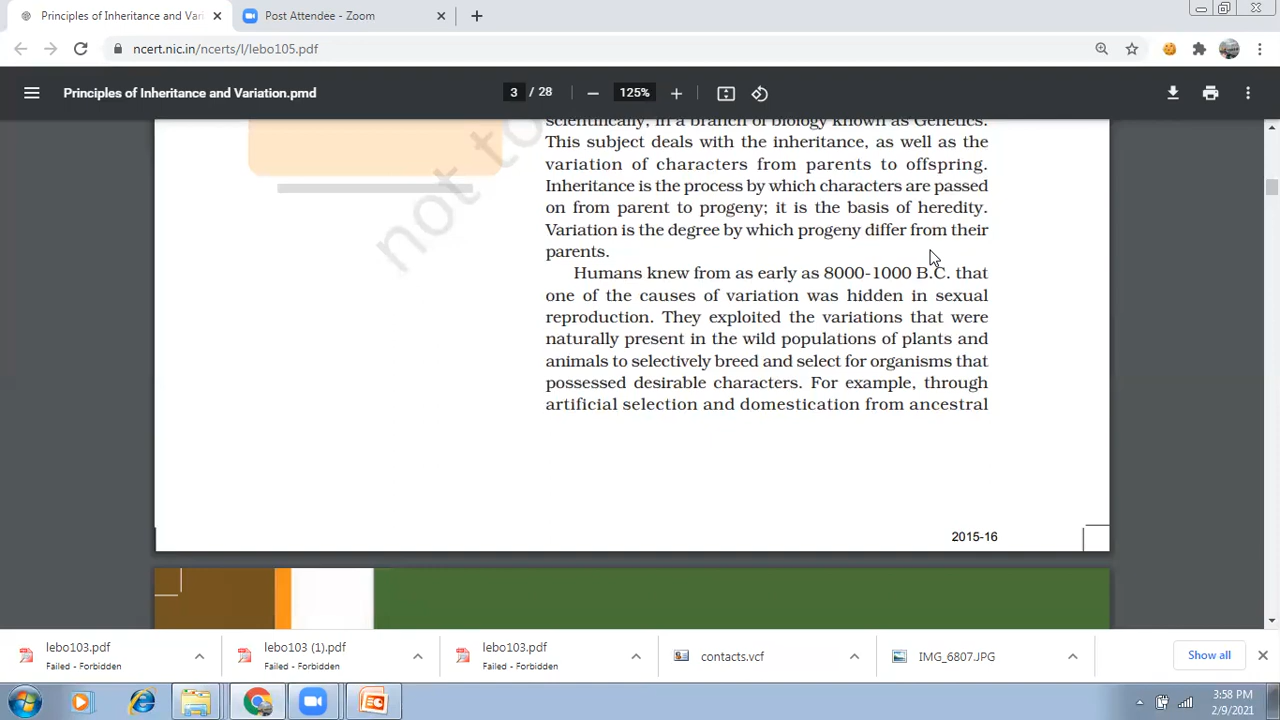 Principles of Inheritance and Vari
Post Attendee - Zoom
ncert.nic.in/ncerts/l/lebo105.pdf
Principles of Inheritance and Variation.pmd
3 / 28
125%
scientifically, in a branch of biology known as Genetics.
This subject deals with the inheritance, as well as the
variation of characters from parents to offspring.
Inheritance is the process by which characters are passed
on from parent to progeny; it is the basis of heredity.
Variation is the degree by which progeny differ from their
parents.
Humans knew from as early as 8000-1000 B.C. that
one of the causes of variation was hidden in sexual
reproduction. They exploited the variations that were
naturally present in the wild populations of plants and
animals to selectively breed and select for organisms that
possessed desirable characters. For example, through
artificial selection and domestication from ancestral
not to
2015-16
lebo103.pdf
Failed - Forbidden
lebo103 (1).pdf
Failed - Forbidden
lebo103.pdf
Failed - Forbidden
contacts.vcf
IMG_6807.JPG
Show all
3:58 PM
2/9/2021